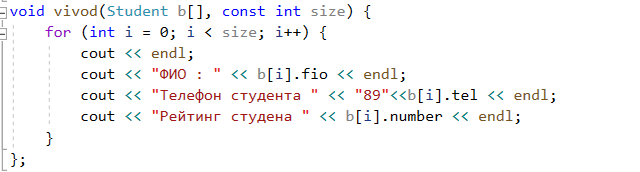 void vivod(Student b[], const int size) {
    for (int i = 0; i < size; i++) {
        cout << endl;
        cout << "ФИО : " << b[i].fio << endl;
        cout << "Телефон студента " << "89"<<b[i].tel << endl;
        cout << "Рейтинг студена " << b[i].number << endl;
    }
};